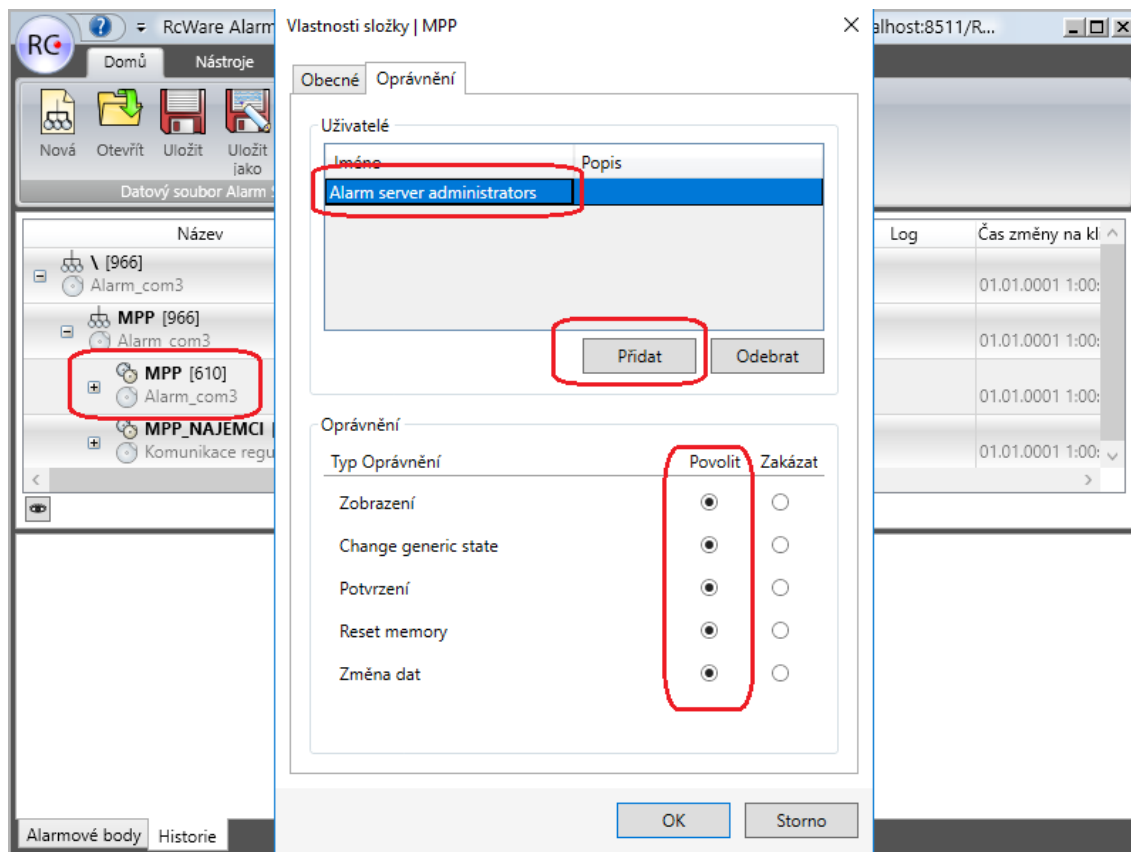 RC
?
RcWare Alarm
Vlastnosti složky | MPP
alhost:8511/R...
Domů
Nástroje
Nová
Otevřít
Uložit
Uložit
jako
Datový soubor Alarm S
Obecné
Oprávnění
Uživatelé
Jméno
Popis
Alarm server administrators
Přidat
Odebrat
Název
Log
Čas změny na kli
\ [966]
Alarm_com3
01.01.0001 1:00:
MPP [966]
Alarm_com3
01.01.0001 1:00:
MPP [610]
Alarm_com3
01.01.0001 1:00:
MPP_NAJEMCI [
Komunikace regu
01.01.0001 1:00:
Oprávnění
Typ Oprávnění
Povolit
Zakázat
Zobrazení
Change generic state
Potvrzení
Reset memory
Změna dat
OK
Storno
Alarmové body
Historie